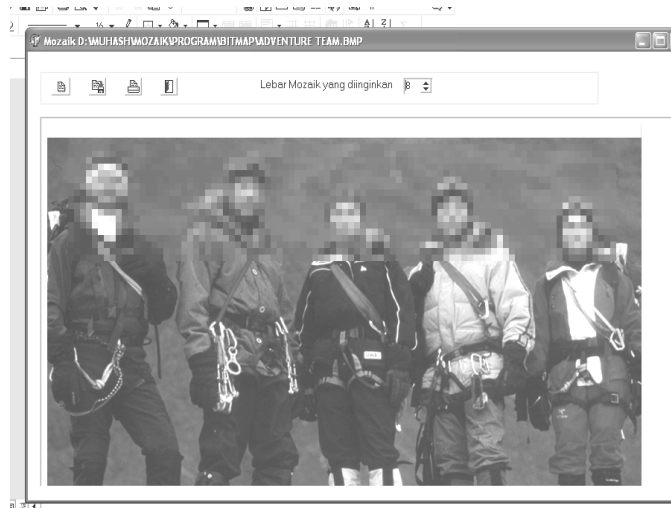 Mozaik D:\MUHASH\MOZAIK\PROGRAM\BITMAP\ADVENTURE TEAM.BMP
Lebar Mozaik yang diinginkan 8